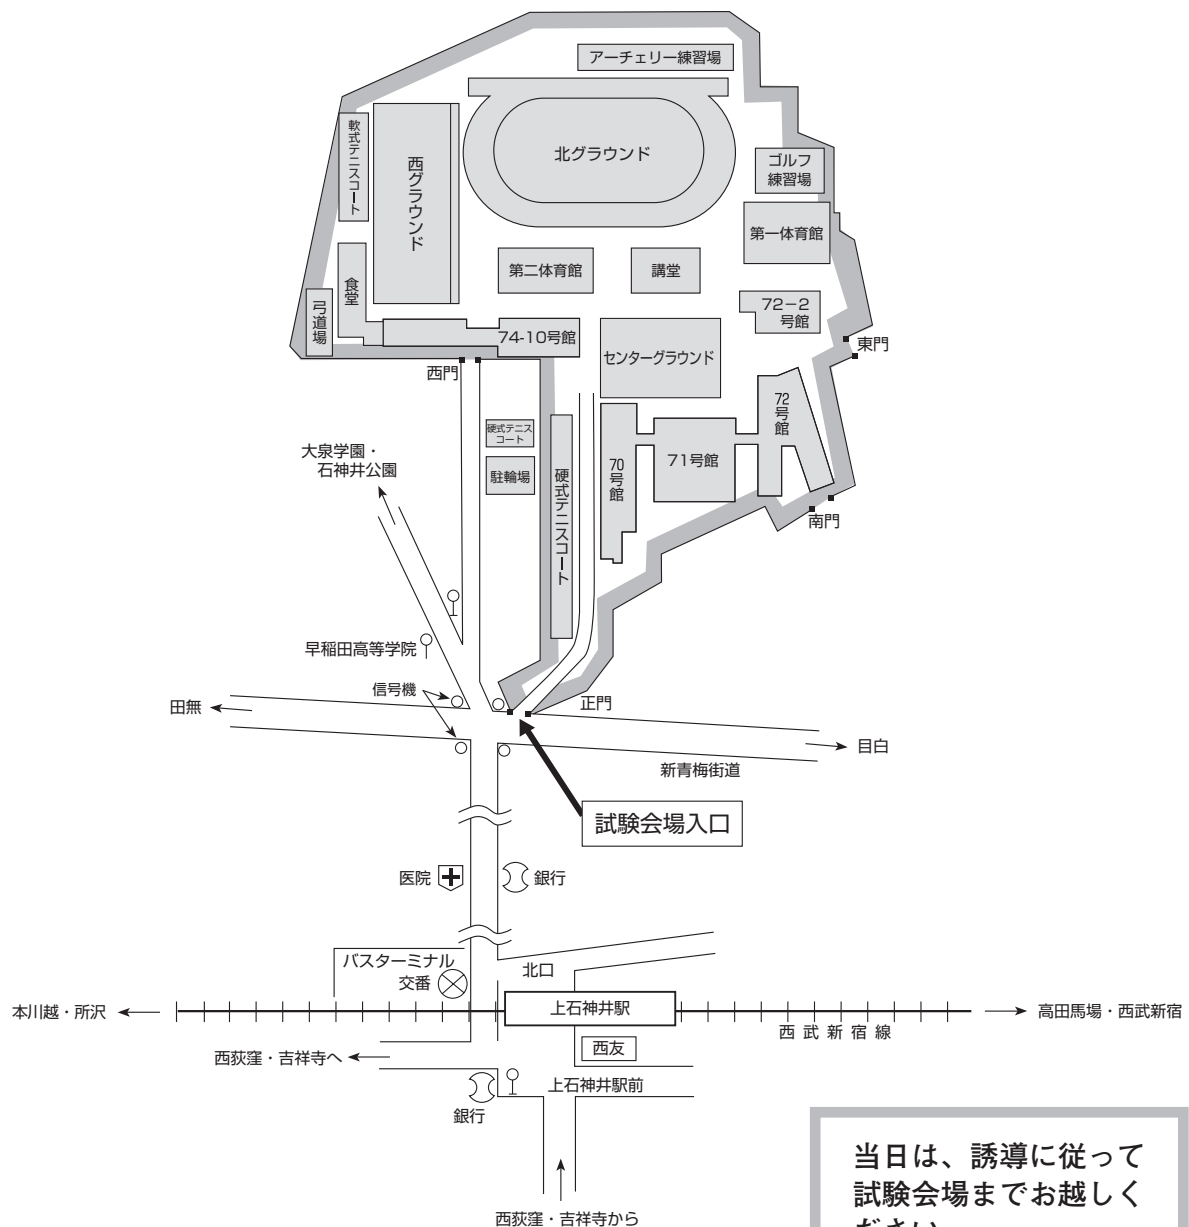 アーチェリー練習場
軟式テニスコート
西グラウンド
北グラウンド
ゴルフ
練習場
第一体育館
食堂
第二体育館
講堂
弓道場
72－2
号館
74-10号館
センターグラウンド
東門
西門
72号館
硬式テニス
コート
大泉学園・
石神井公園
70号館
71号館
駐輪場
硬式テニスコート
南門
早稲田高等学院
信号機
正門
田無
目白
新青梅街道
試験会場入口
医院
銀行
バスターミナル
交番
北口
本川越・所沢
上石神井駅
高田馬場・西武新宿
西武新宿線
西荻窪・吉祥寺へ
西友
上石神井駅前
銀行
当日は、誘導に従って
試験会場までお越しく
ださい
西荻窪・吉祥寺から